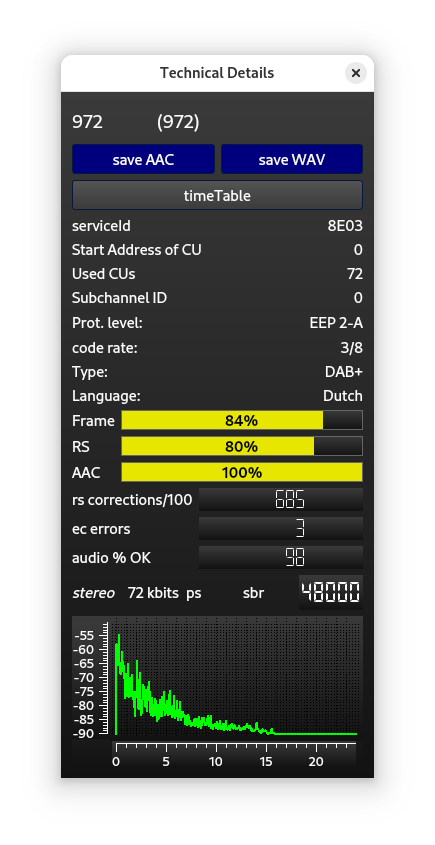 Technical Details
972 (972)
save AAC save WAV
timeTable
serviceId 8E03
Start Address of CU 0
Used CUs 72
Subchannel ID 0
Prot. level: EEP 2-A
code rate: 3/8
Type: DAB+
Language: Dutch
Frame 84%
RS 80%
AAC 100%
rs corrections/100 685
ec errors 3
audio % OK 98
stereo 72 kbits ps sbr 48000
-55
-60
-65
-70
-75
-80
-85
-90
0 5 10 15 20